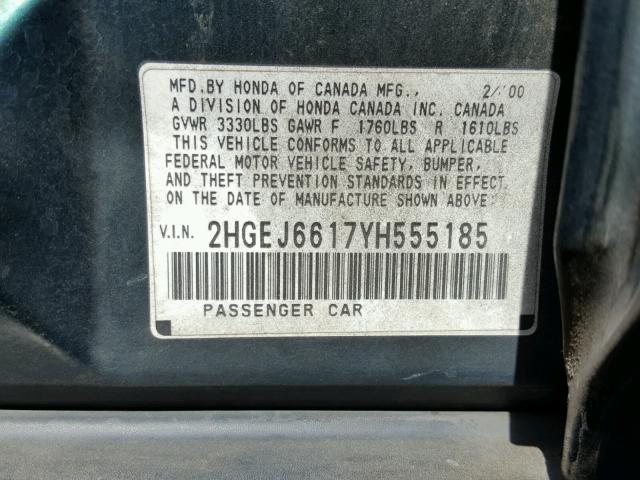 MFD. BY HONDA OF CANADA MFG., 2/00
A DIVISION OF HONDA CANADA INC. CANADA
GVWR 3330LBS GAWR F 1760LBS R 1610LBS
THIS VEHICLE CONFORMS TO ALL APPLICABLE
FEDERAL MOTOR VEHICLE SAFETY, BUMPER,
AND THEFT PREVENTION STANDARDS IN EFFECT
ON THE DATE OF MANUFACTURE SHOWN ABOVE.
V.I.N. 2HGEJ6617YH555185
PASSENGER CAR